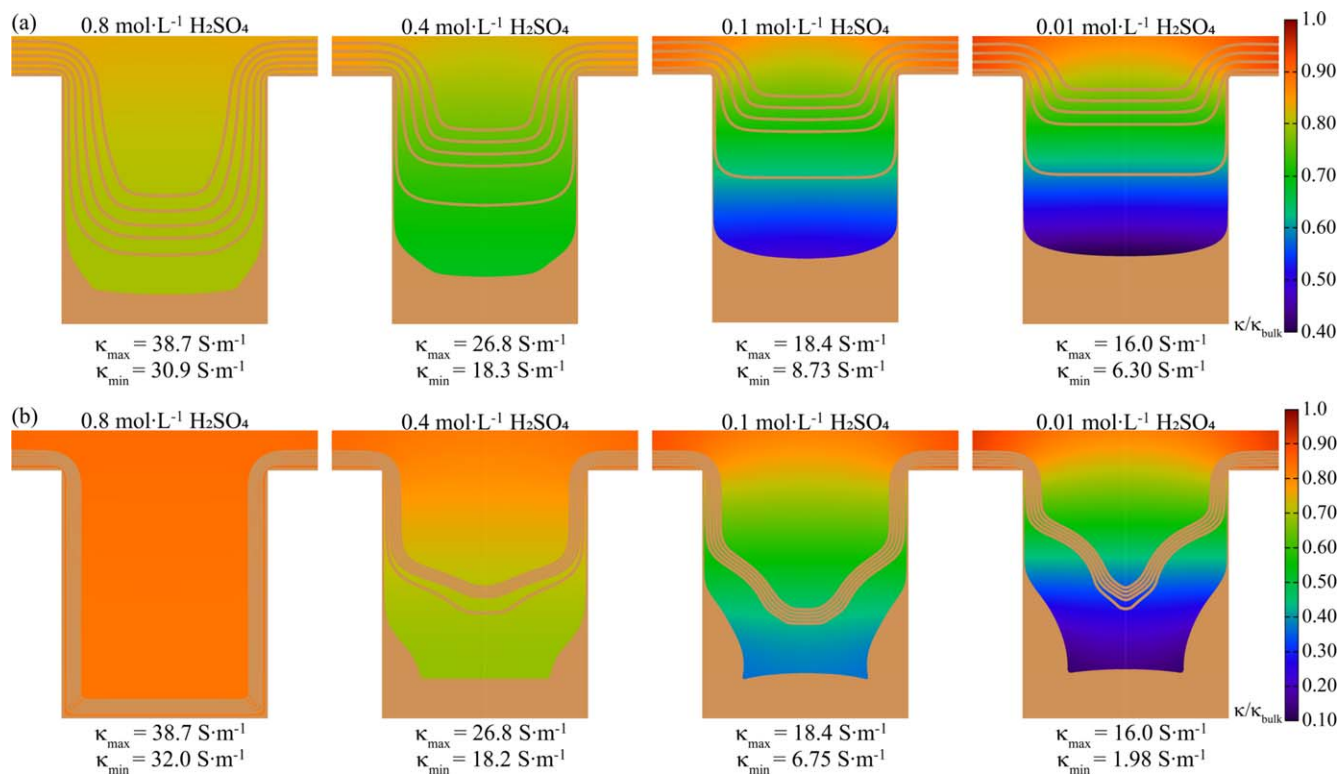 (a)
0.8 mol·L⁻¹ H₂SO₄ 0.4 mol·L⁻¹ H₂SO₄ 0.1 mol·L⁻¹ H₂SO₄ 0.01 mol·L⁻¹ H₂SO₄
1.0
0.90
0.80
0.70
0.60
0.50
κ/κbulk 0.40
κmax = 38.7 S·m⁻¹ κmax = 26.8 S·m⁻¹ κmax = 18.4 S·m⁻¹ κmax = 16.0 S·m⁻¹
κmin = 30.9 S·m⁻¹ κmin = 18.3 S·m⁻¹ κmin = 8.73 S·m⁻¹ κmin = 6.30 S·m⁻¹
(b)
0.8 mol·L⁻¹ H₂SO₄ 0.4 mol·L⁻¹ H₂SO₄ 0.1 mol·L⁻¹ H₂SO₄ 0.01 mol·L⁻¹ H₂SO₄
1.0
0.90
0.80
0.70
0.60
0.50
0.40
0.30
0.20
κ/κbulk 0.10
κmax = 38.7 S·m⁻¹ κmax = 26.8 S·m⁻¹ κmax = 18.4 S·m⁻¹ κmax = 16.0 S·m⁻¹
κmin = 32.0 S·m⁻¹ κmin = 18.2 S·m⁻¹ κmin = 6.75 S·m⁻¹ κmin = 1.98 S·m⁻¹